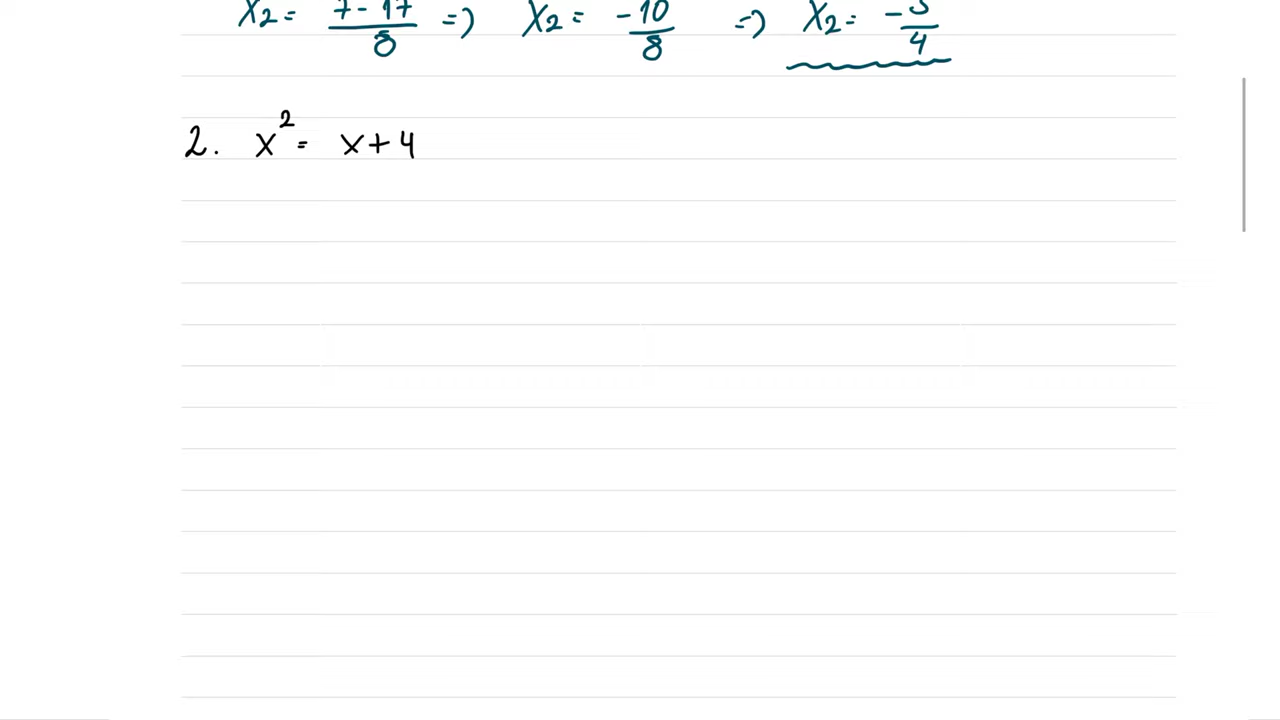 X₂ = 7 - 17 / 8 => X₂ = -10 / 8 => X₂ = -5 / 4
2. x² = x + 4